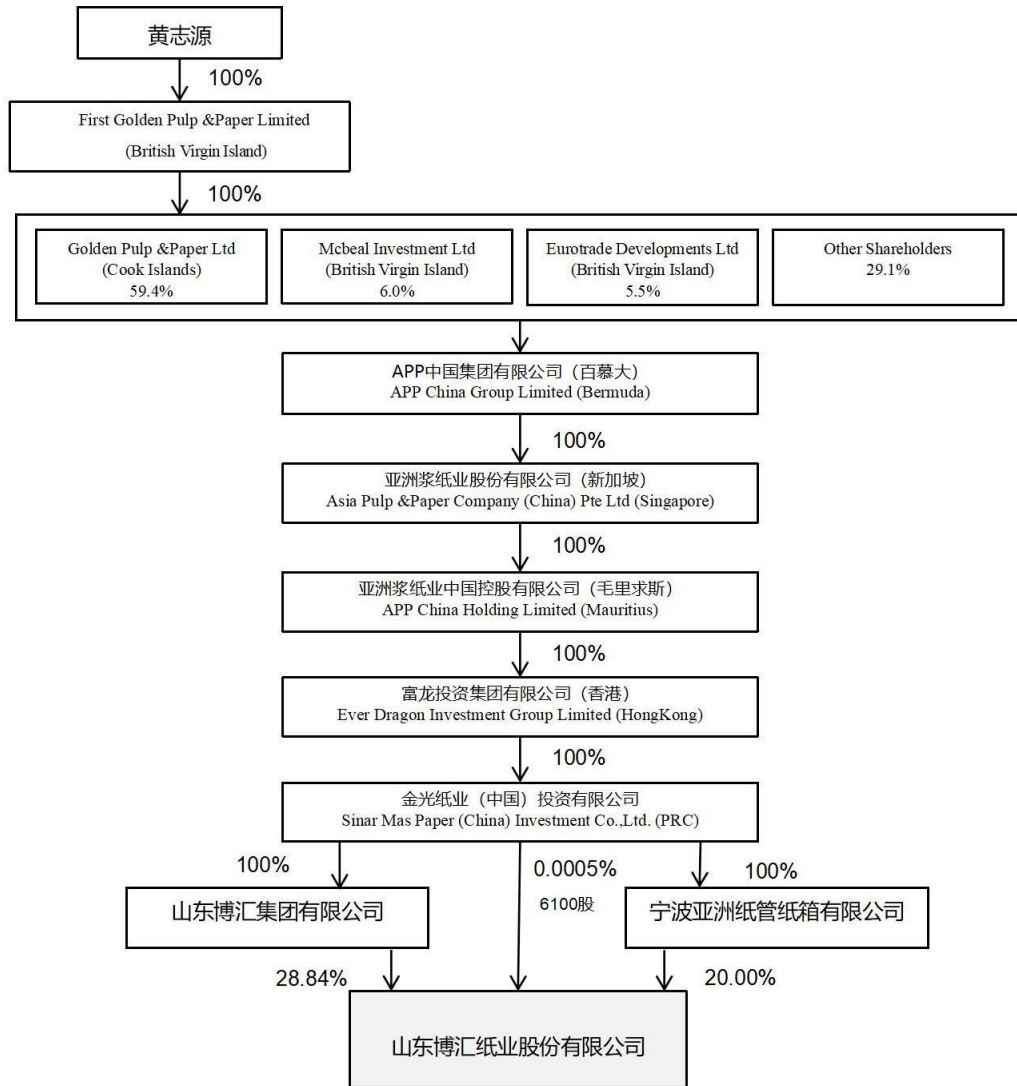 黄志源
100%
First Golden Pulp &Paper Limited
(British Virgin Island)
100%
Golden Pulp &Paper Ltd
(Cook Islands)
59.4%
Mcbeal Investment Ltd
(British Virgin Island)
6.0%
Eurotrade Developments Ltd
(British Virgin Island)
5.5%
Other Shareholders
29.1%
APP中国集团有限公司（百慕大）
APP China Group Limited (Bermuda)
100%
亚洲浆纸业股份有限公司（新加坡）
Asia Pulp &Paper Company (China) Pte Ltd (Singapore)
100%
亚洲浆纸业中国控股有限公司（毛里求斯）
APP China Holding Limited (Mauritius)
100%
富龙投资集团有限公司（香港）
Ever Dragon Investment Group Limited (HongKong)
100%
金光纸业（中国）投资有限公司
Sinar Mas Paper (China) Investment Co.,Ltd. (PRC)
100%
0.0005%
6100股
100%
山东博汇集团有限公司
宁波亚洲纸管纸箱有限公司
28.84%
20.00%
山东博汇纸业股份有限公司